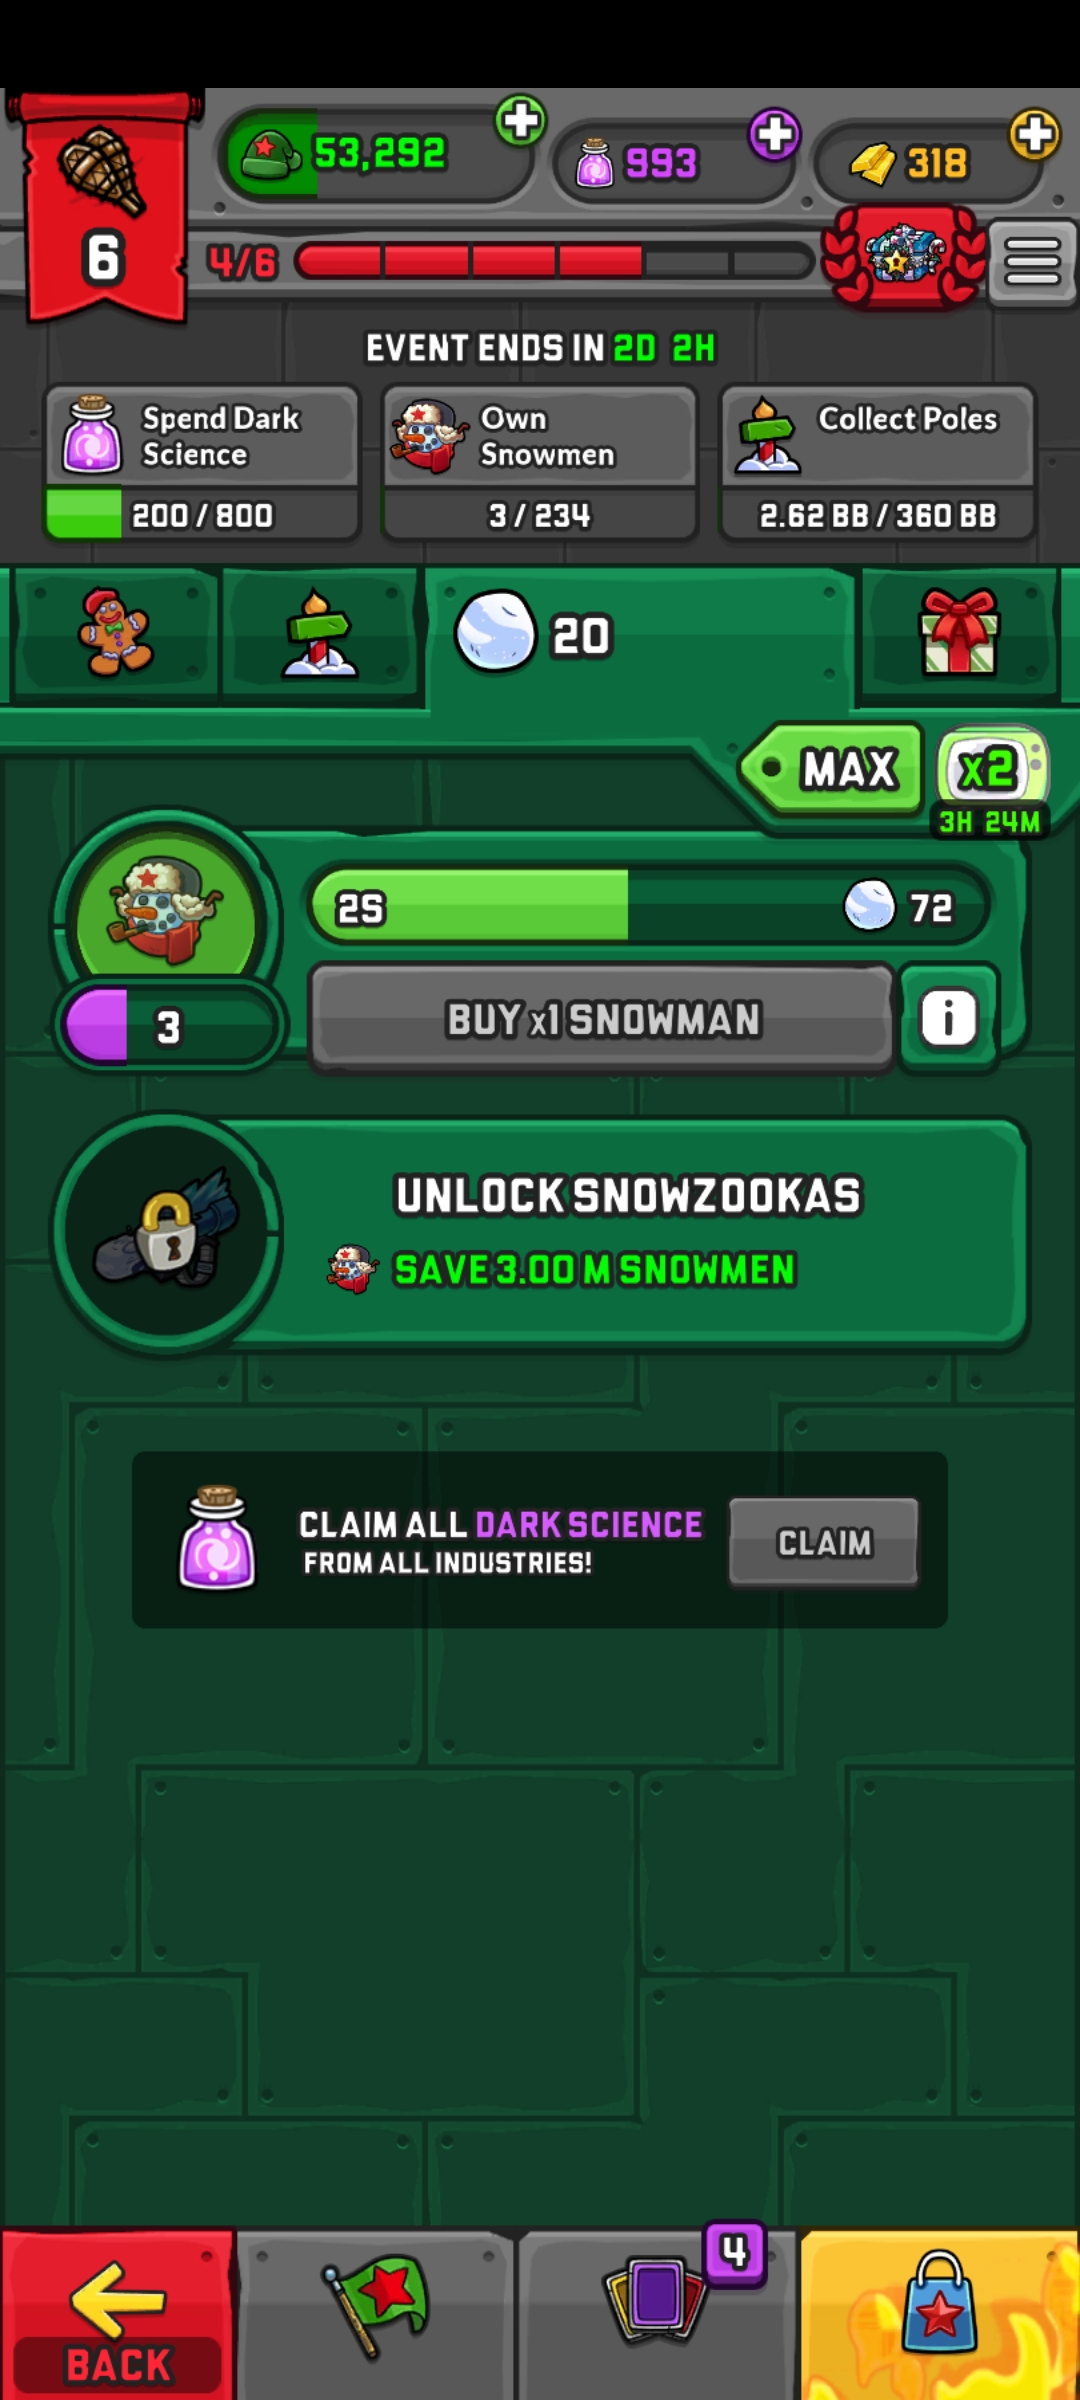 53,292
993
318
6
4/6
EVENT ENDS IN 2D 2H
Spend Dark
Science
200 / 800
Own
Snowmen
3 / 234
Collect Poles
2.62 BB / 360 BB
20
MAX
x2
3H 24M
2S
72
3
BUY x1 SNOWMAN
i
UNLOCK SNOWZOOKAS
SAVE 3.00 M SNOWMEN
CLAIM ALL DARK SCIENCE
FROM ALL INDUSTRIES!
CLAIM
4
BACK